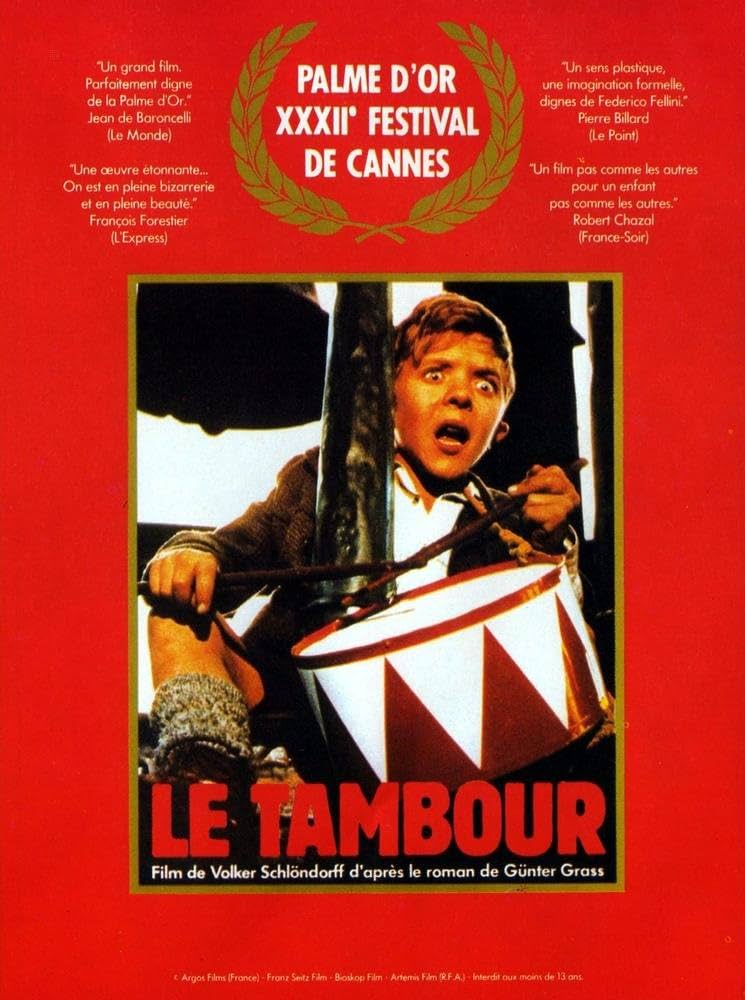 "Un grand film.
Parfaitement digne
de la Palme d'Or."
Jean de Baroncelli
(Le Monde)
"Une œuvre étonnante...
On est en pleine bizarrerie
et en pleine beauté."
François Forestier
(L'Express)
PALME D'OR
XXXIIe FESTIVAL
DE CANNES
"Un sens plastique,
une imagination formelle,
dignes de Federico Fellini."
Pierre Billard
(Le Point)
"Un film pas comme les autres
pour un enfant
pas comme les autres."
Robert Chazal
(France-Soir)
LE TAMBOUR
Film de Volker Schlöndorff d'après le roman de Günter Grass
© Argos Films (France) - Franz Seitz Film - Bioskop Film - Artemis Film (R.F.A.) - Interdit aux moins de 13 ans.